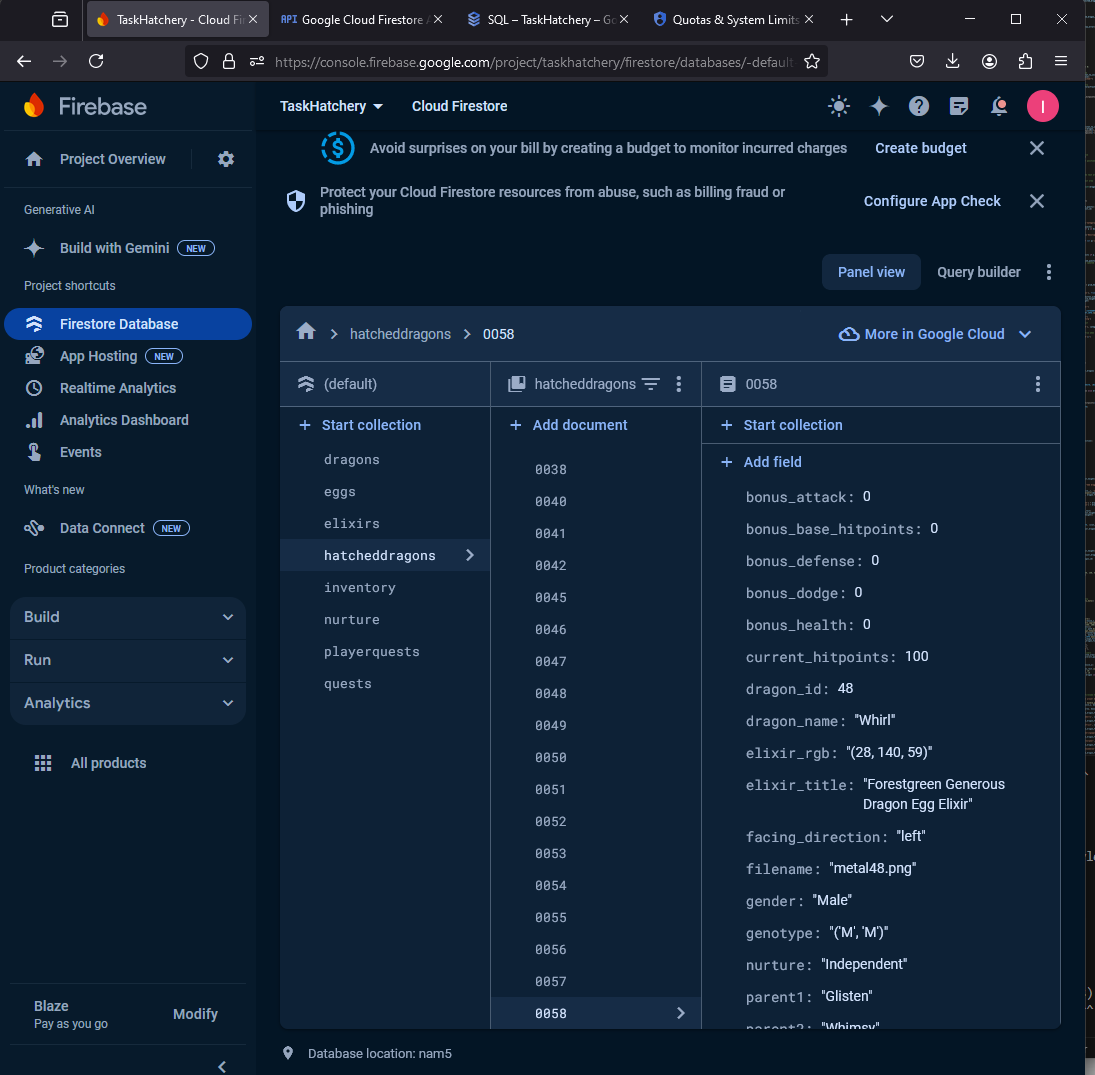 TaskHatchery - Cloud Fi
API Google Cloud Firestore A
SQL – TaskHatchery – Go
Quotas & System Limits
https://console.firebase.google.com/project/taskhatchery/firestore/databases/-default
Firebase
TaskHatchery
Cloud Firestore
I
Project Overview
Generative AI
Build with Gemini NEW
Project shortcuts
Firestore Database
App Hosting NEW
Realtime Analytics
Analytics Dashboard
Events
What's new
Data Connect NEW
Product categories
Build
Run
Analytics
All products
Blaze
Pay as you go
Modify
Avoid surprises on your bill by creating a budget to monitor incurred charges
Create budget
Protect your Cloud Firestore resources from abuse, such as billing fraud or
phishing
Configure App Check
Panel view
Query builder
hatcheddragons
0058
More in Google Cloud
(default)
Start collection
dragons
eggs
elixirs
hatcheddragons
inventory
nurture
playerquests
quests
hatcheddragons
Add document
0038
0040
0041
0042
0045
0046
0047
0048
0049
0050
0051
0052
0053
0054
0055
0056
0057
0058
0058
Start collection
Add field
bonus_attack: 0
bonus_base_hitpoints: 0
bonus_defense: 0
bonus_dodge: 0
bonus_health: 0
current_hitpoints: 100
dragon_id: 48
dragon_name: "Whirl"
elixir_rgb: "(28, 140, 59)"
elixir_title: "Forestgreen Generous
Dragon Egg Elixir"
facing_direction: "left"
filename: "metal48.png"
gender: "Male"
genotype: "('M', 'M')"
nurture: "Independent"
parent1: "Glisten"
parent2: "Whimsy"
Database location: nam5